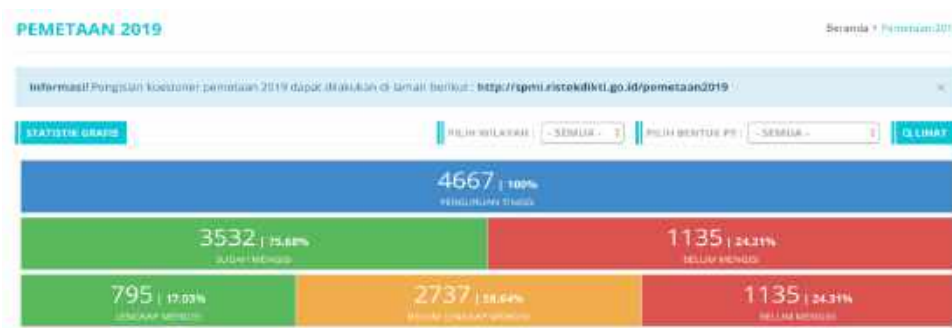 PEMETAAN 2019
Beranda > Pemetaan 201
Informasi! Pengisian kuesioner pemetaan 2019 dapat dilakukan di laman berikut : http://spmi.ristekdikti.go.id/pemetaan2019
STATISTIK GRAFIS
PILIH WILAYAH : - SEMUA - PILIH BENTUK PT : - SEMUA - LIHAT
4667 | 100%
PERGURUAN TINGGI
3532 | 75.68% 1135 | 24.31%
SUDAH MENGISI BELUM MENGISI
795 | 17.03% 2737 | 58.64% 1135 | 24.31%
LENGKAP MENGISI BELUM LENGKAP MENGISI BELUM MENGISI